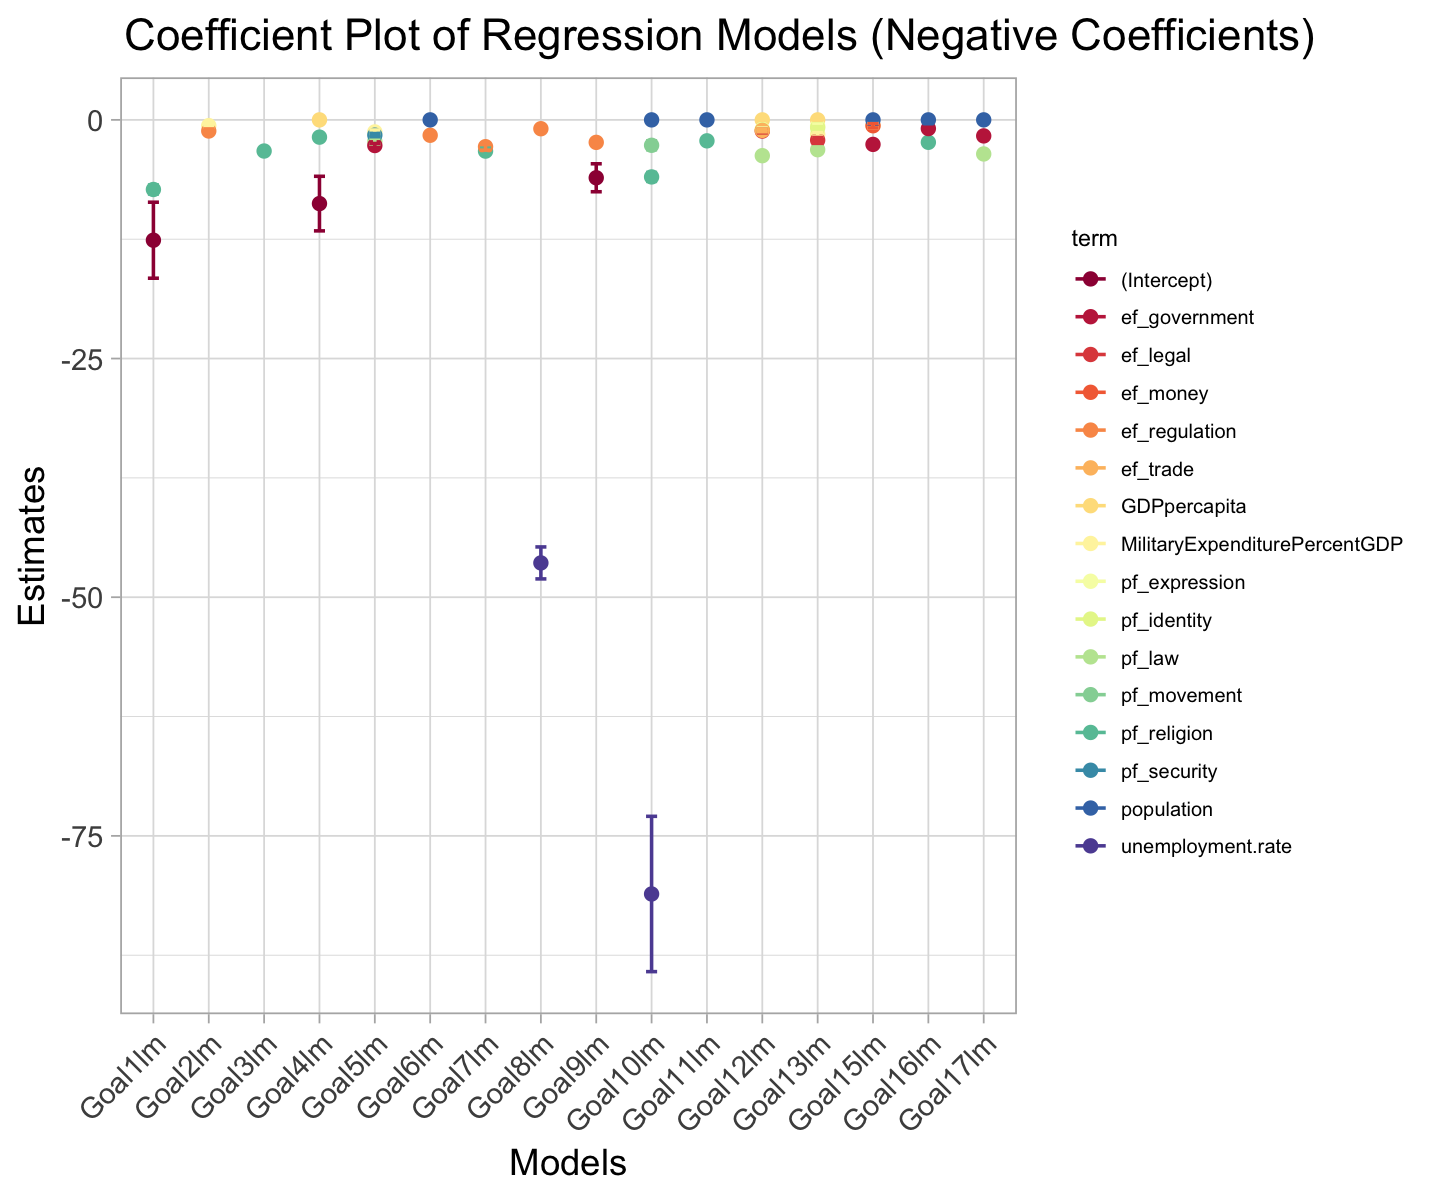 Coefficient Plot of Regression Models (Negative Coefficients)
Estimates
0
-25
-50
-75
Goal1lm
Goal2lm
Goal3lm
Goal4lm
Goal5lm
Goal6lm
Goal7lm
Goal8lm
Goal9lm
Goal10lm
Goal11lm
Goal12lm
Goal13lm
Goal15lm
Goal16lm
Goal17lm
Models
term
(Intercept)
ef_government
ef_legal
ef_money
ef_regulation
ef_trade
GDPpercapita
MilitaryExpenditurePercentGDP
pf_expression
pf_identity
pf_law
pf_movement
pf_religion
pf_security
population
unemployment.rate